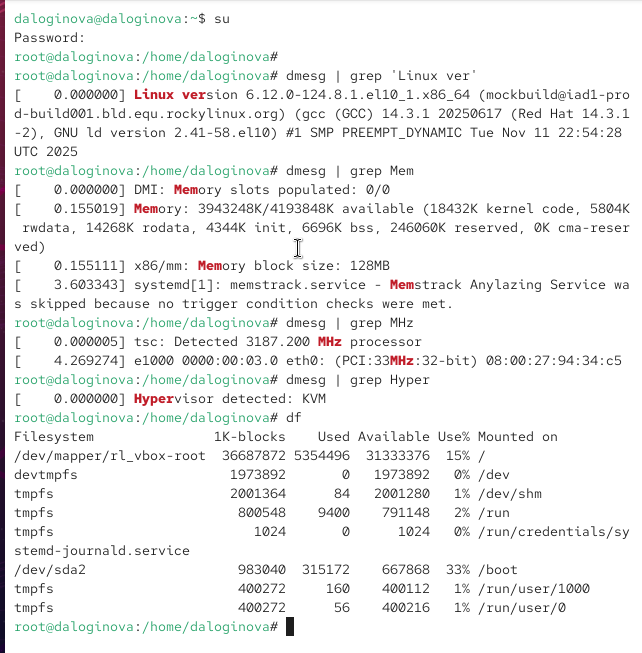 daloginova@daloginova:~$ su
Password:
root@daloginova:/home/daloginova#
root@daloginova:/home/daloginova# dmesg | grep 'Linux ver'
[    0.000000] Linux version 6.12.0-124.8.1.el10_1.x86_64 (mockbuild@iad1-pro
d-build001.bld.equ.rockylinux.org) (gcc (GCC) 14.3.1 20250617 (Red Hat 14.3.1
-2), GNU ld version 2.41-58.el10) #1 SMP PREEMPT_DYNAMIC Tue Nov 11 22:54:28
UTC 2025
root@daloginova:/home/daloginova# dmesg | grep Mem
[    0.000000] DMI: Memory slots populated: 0/0
[    0.155019] Memory: 3943248K/4193848K available (18432K kernel code, 5804K
 rwdata, 14268K rodata, 4344K init, 6696K bss, 246060K reserved, 0K cma-reser
ved)
[    0.155111] x86/mm: Memory block size: 128MB
[    3.603343] systemd[1]: memstrack.service - Memstrack Anylazing Service wa
s skipped because no trigger condition checks were met.
root@daloginova:/home/daloginova# dmesg | grep MHz
[    0.000005] tsc: Detected 3187.200 MHz processor
[    4.269274] e1000 0000:00:03.0 eth0: (PCI:33MHz:32-bit) 08:00:27:94:34:c5
root@daloginova:/home/daloginova# dmesg | grep Hyper
[    0.000000] Hypervisor detected: KVM
root@daloginova:/home/daloginova# df
Filesystem              1K-blocks    Used Available Use% Mounted on
/dev/mapper/rl_vbox-root  36687872 5354496  31333376  15% /
devtmpfs                   1973892       0   1973892   0% /dev
tmpfs                      2001364      84   2001280   1% /dev/shm
tmpfs                       800548    9400    791148   2% /run
tmpfs                         1024       0      1024   0% /run/credentials/sy
stemd-journald.service
/dev/sda2                   983040  315172    667868  33% /boot
tmpfs                       400272     160    400112   1% /run/user/1000
tmpfs                       400272      56    400216   1% /run/user/0
root@daloginova:/home/daloginova#